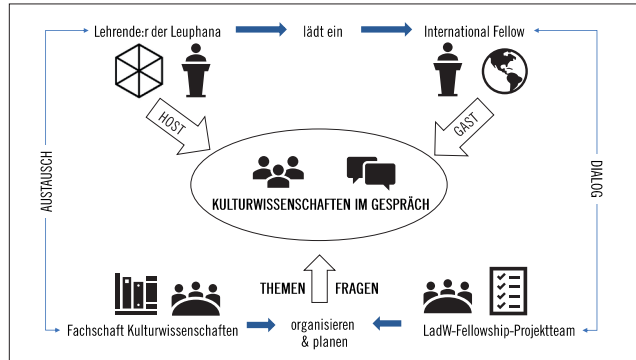 Lehrende:r der Leuphana
lädt ein
International Fellow
HOST
GAST
AUSTAUSCH
DIALOG
KULTURWISSENSCHAFTEN IM GESPRÄCH
THEMEN
FRAGEN
Fachschaft Kulturwissenschaften
organisieren
& planen
LadW-Fellowship-Projektteam